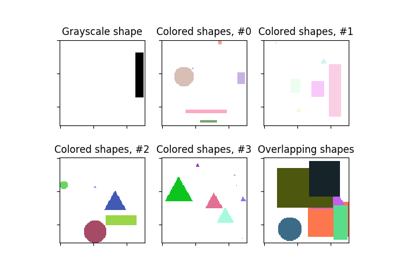 Grayscale shape
Colored shapes, #0
Colored shapes, #1
Colored shapes, #2
Colored shapes, #3
Overlapping shapes